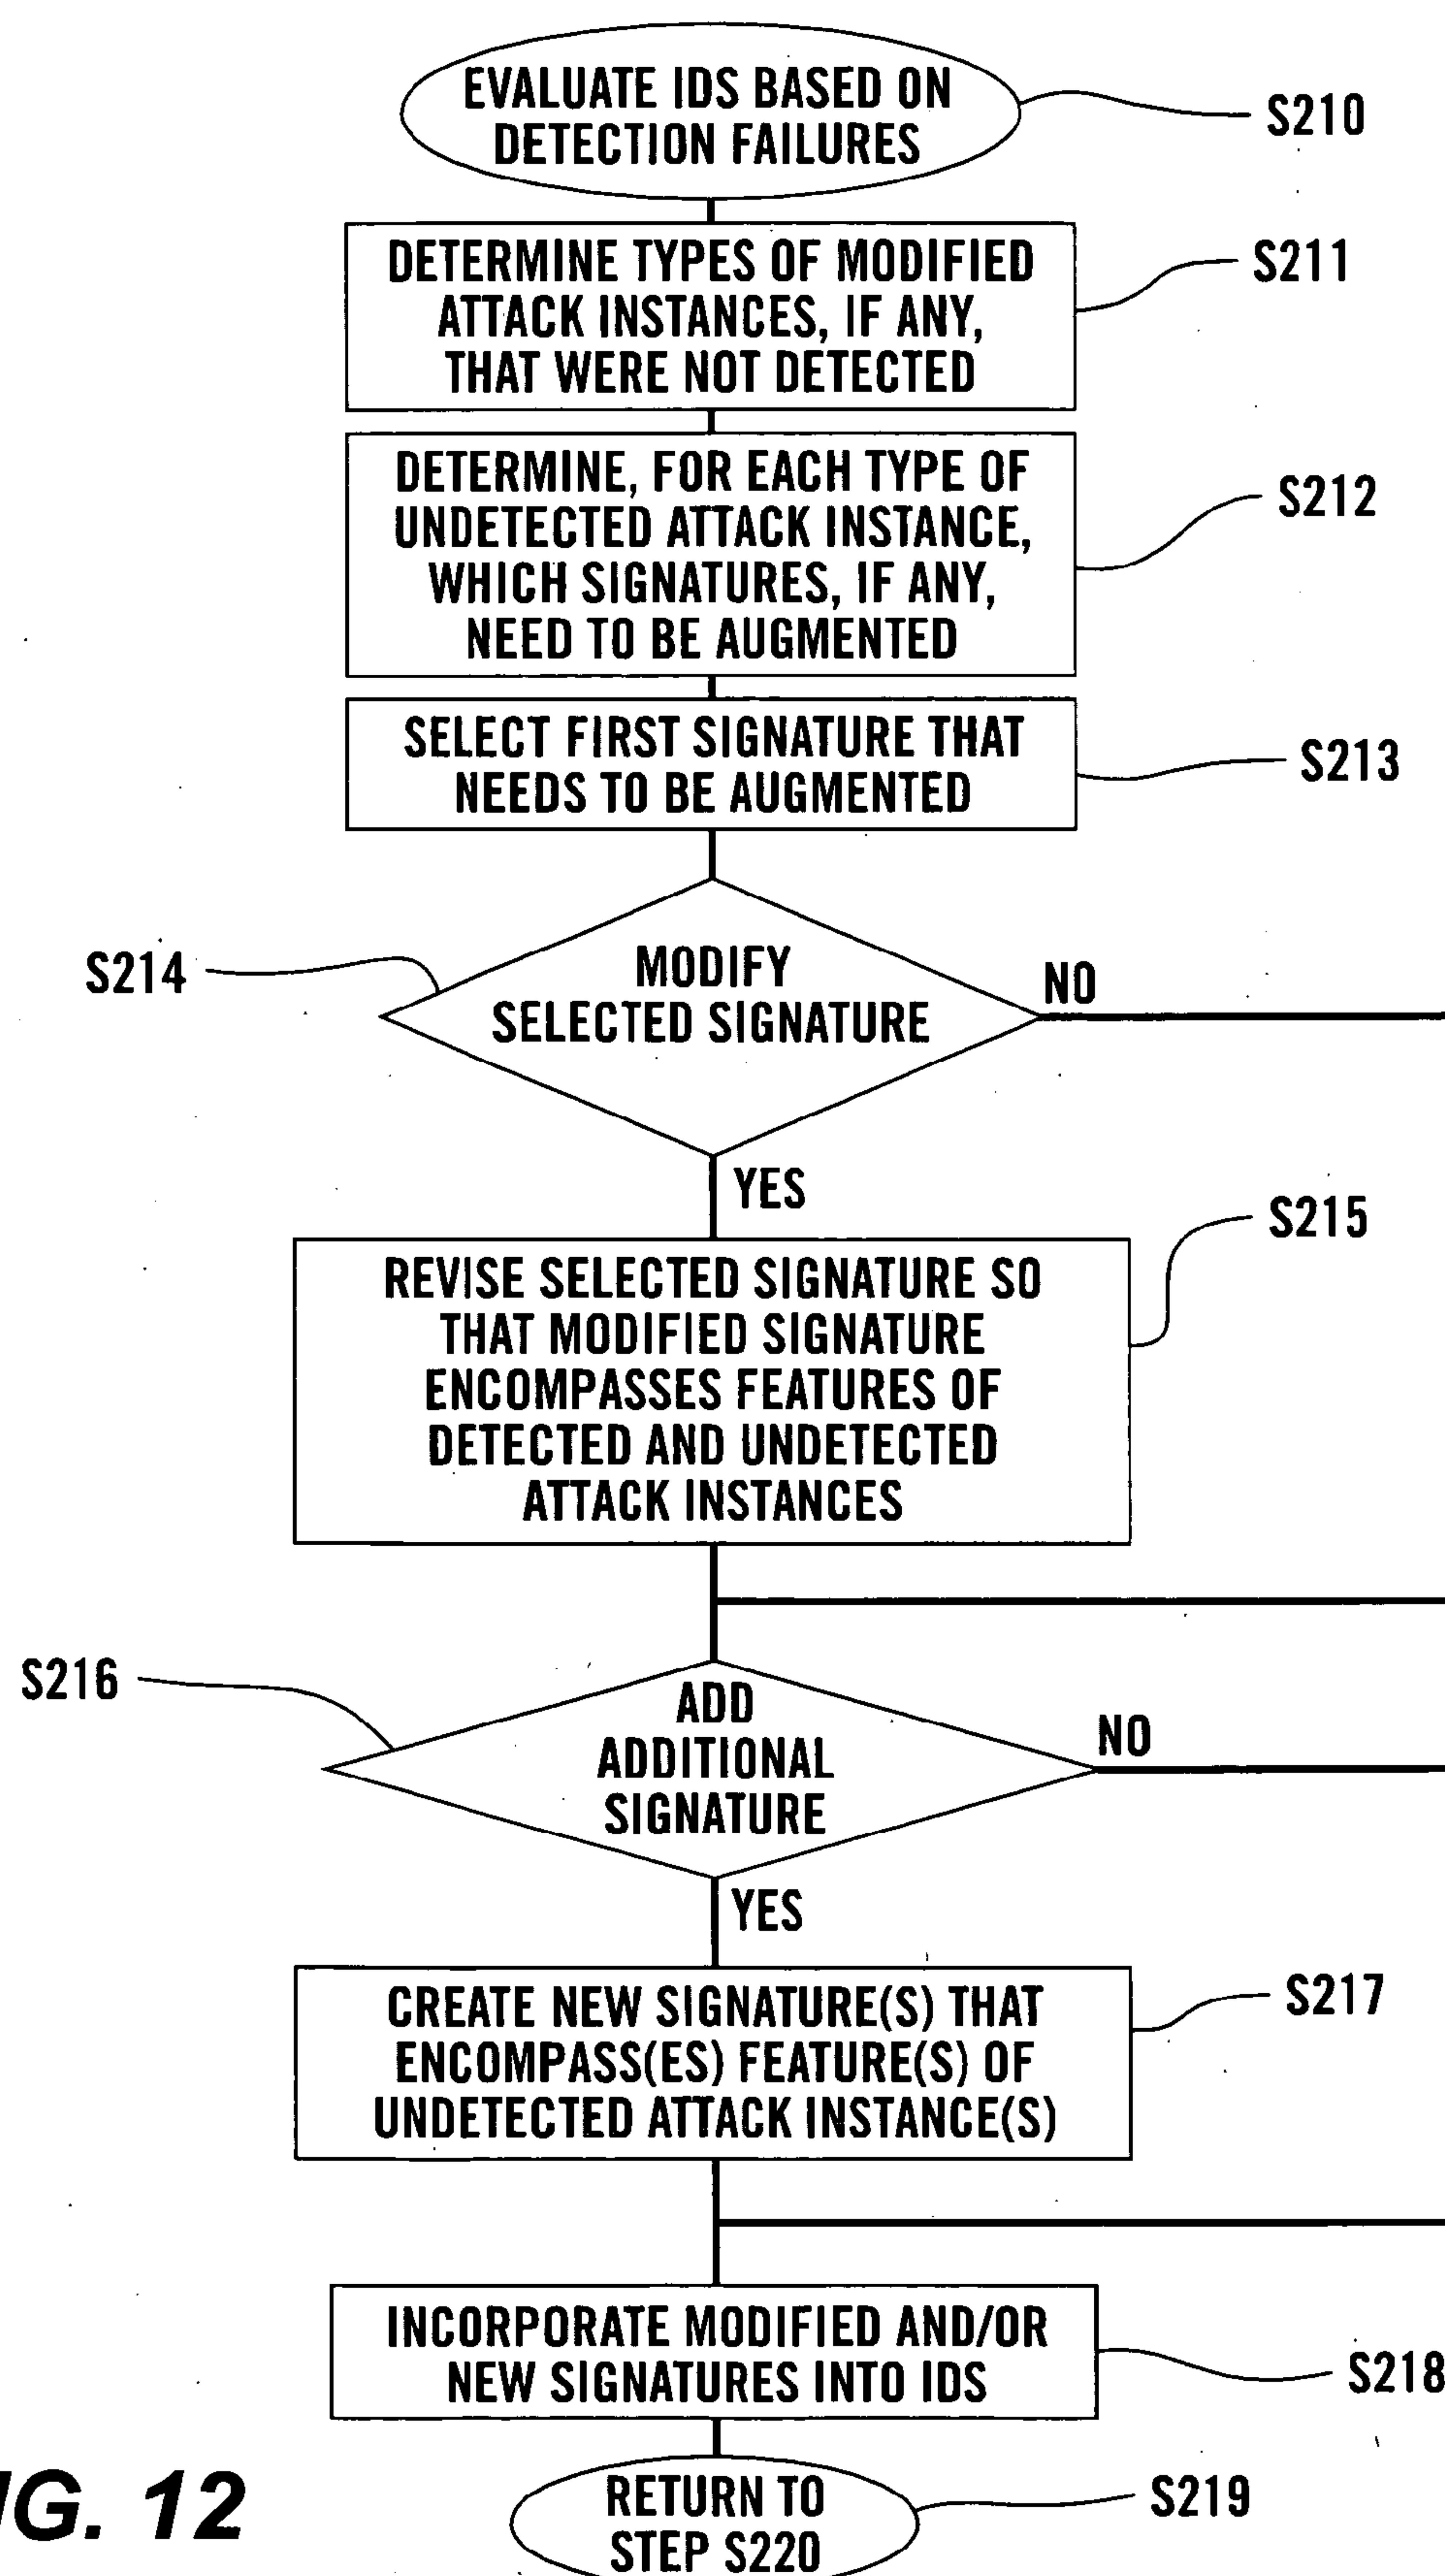 EVALUATE IDS BASED ON
DETECTION FAILURES
S210
DETERMINE TYPES OF MODIFIED
ATTACK INSTANCES, IF ANY,
THAT WERE NOT DETECTED
S211
DETERMINE, FOR EACH TYPE OF
UNDETECTED ATTACK INSTANCE,
WHICH SIGNATURES, IF ANY,
NEED TO BE AUGMENTED
S212
SELECT FIRST SIGNATURE THAT
NEEDS TO BE AUGMENTED
S213
S214
MODIFY
SELECTED SIGNATURE
NO
YES
S215
REVISE SELECTED SIGNATURE SO
THAT MODIFIED SIGNATURE
ENCOMPASSES FEATURES OF
DETECTED AND UNDETECTED
ATTACK INSTANCES
S216
ADD
ADDITIONAL
SIGNATURE
NO
YES
CREATE NEW SIGNATURE(S) THAT
ENCOMPASS(ES) FEATURE(S) OF
UNDETECTED ATTACK INSTANCE(S)
S217
INCORPORATE MODIFIED AND/OR
NEW SIGNATURES INTO IDS
S218
RETURN TO
STEP S220
S219
IG. 12